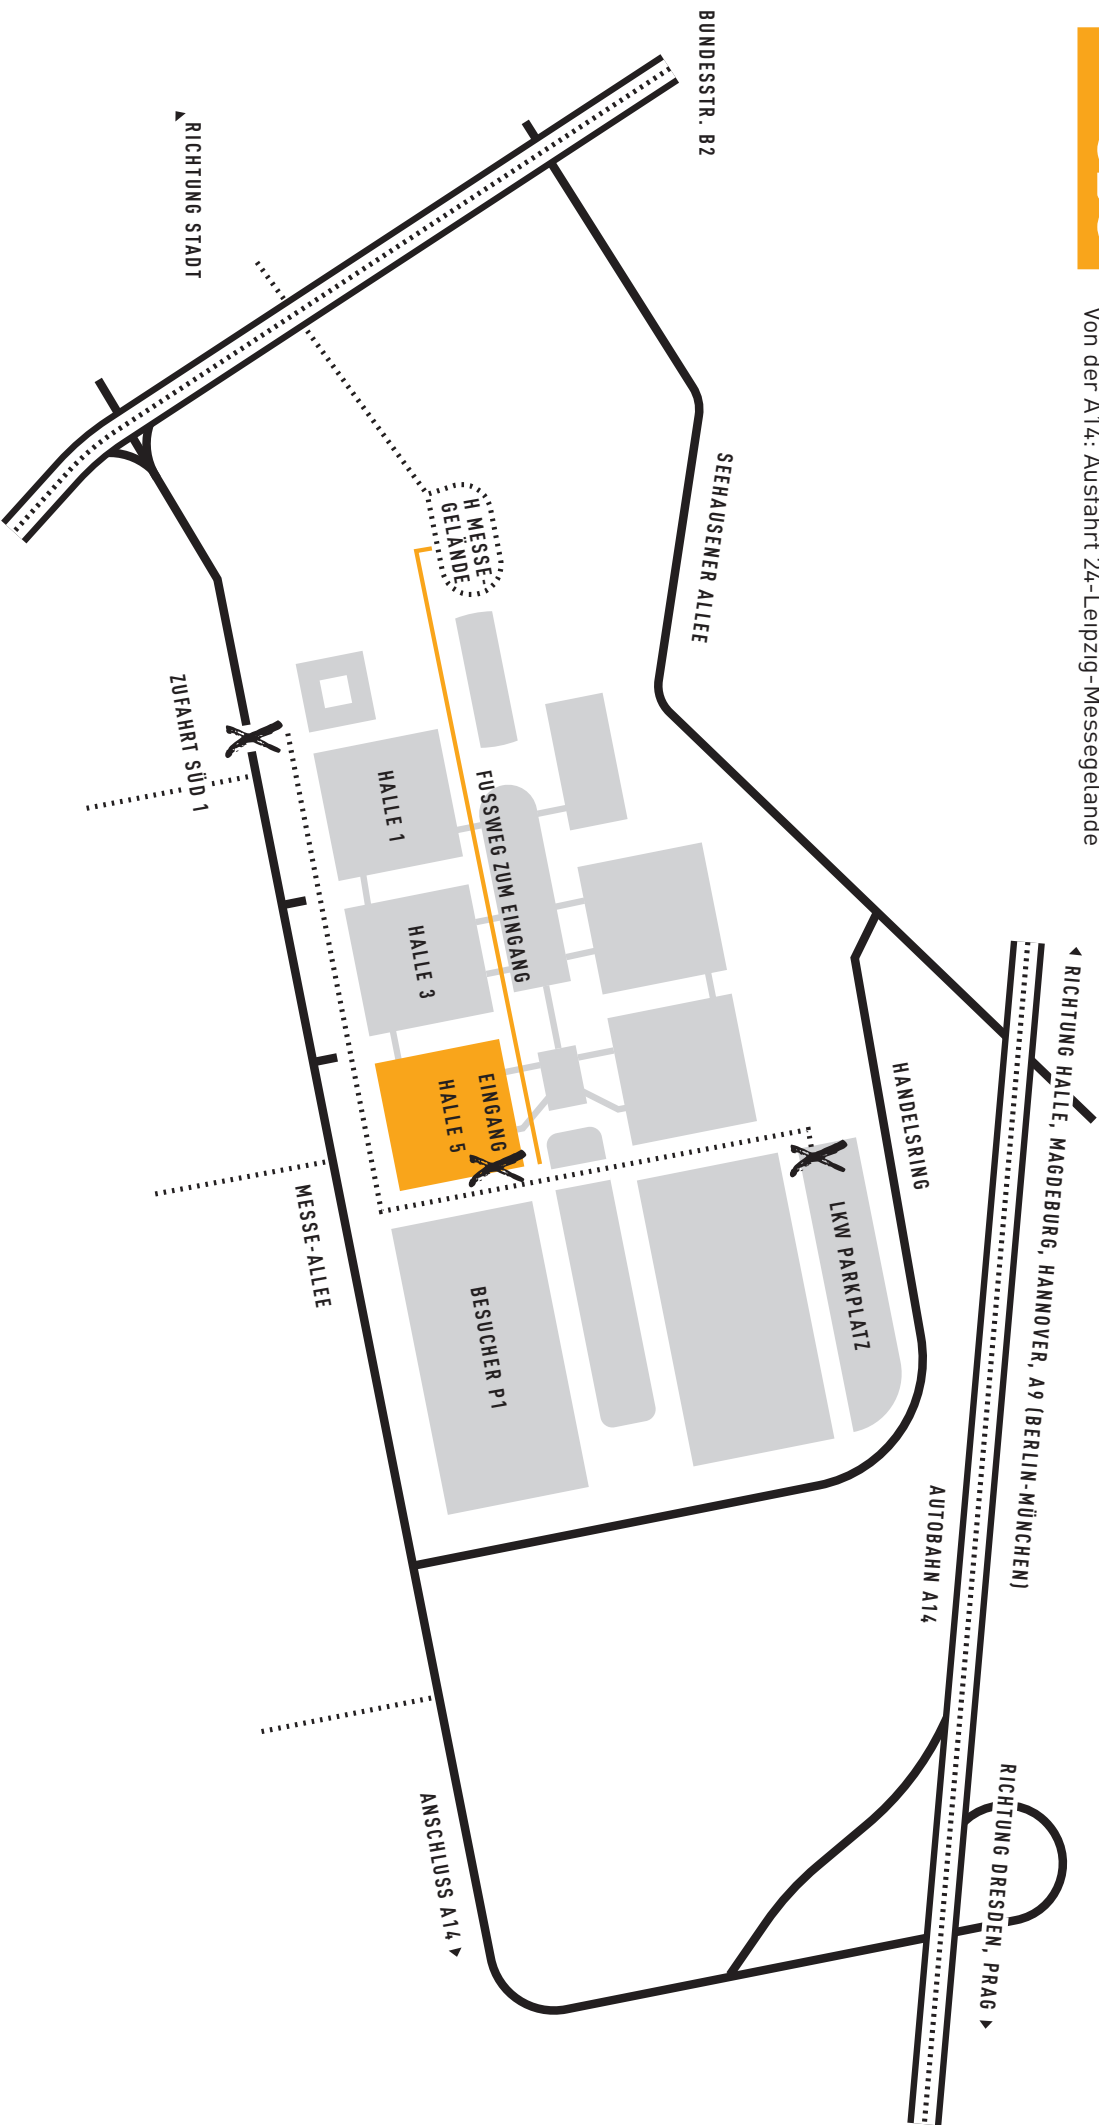 Von der A14: Ausfahrt 24-Leipzig-Messegelände
BUNDESSTR. B2
◀ RICHTUNG STADT
SEEHAUSENER ALLEE
H MESSE-
GELÄNDE
◀ RICHTUNG HALLE, MAGDEBURG, HANNOVER, A9 (BERLIN-MÜNCHEN)
HANDELSRING
AUTOBAHN A14
RICHTUNG DRESDEN, PRAG ▶
LKW PARKPLATZ
FUSSWEG ZUM EINGANG
HALLE 1
HALLE 3
EINGANG
HALLE 5
BESUCHER P1
ZUFAHRT SÜD 1
MESSE-ALLEE
ANSCHLUSS A14 ▶